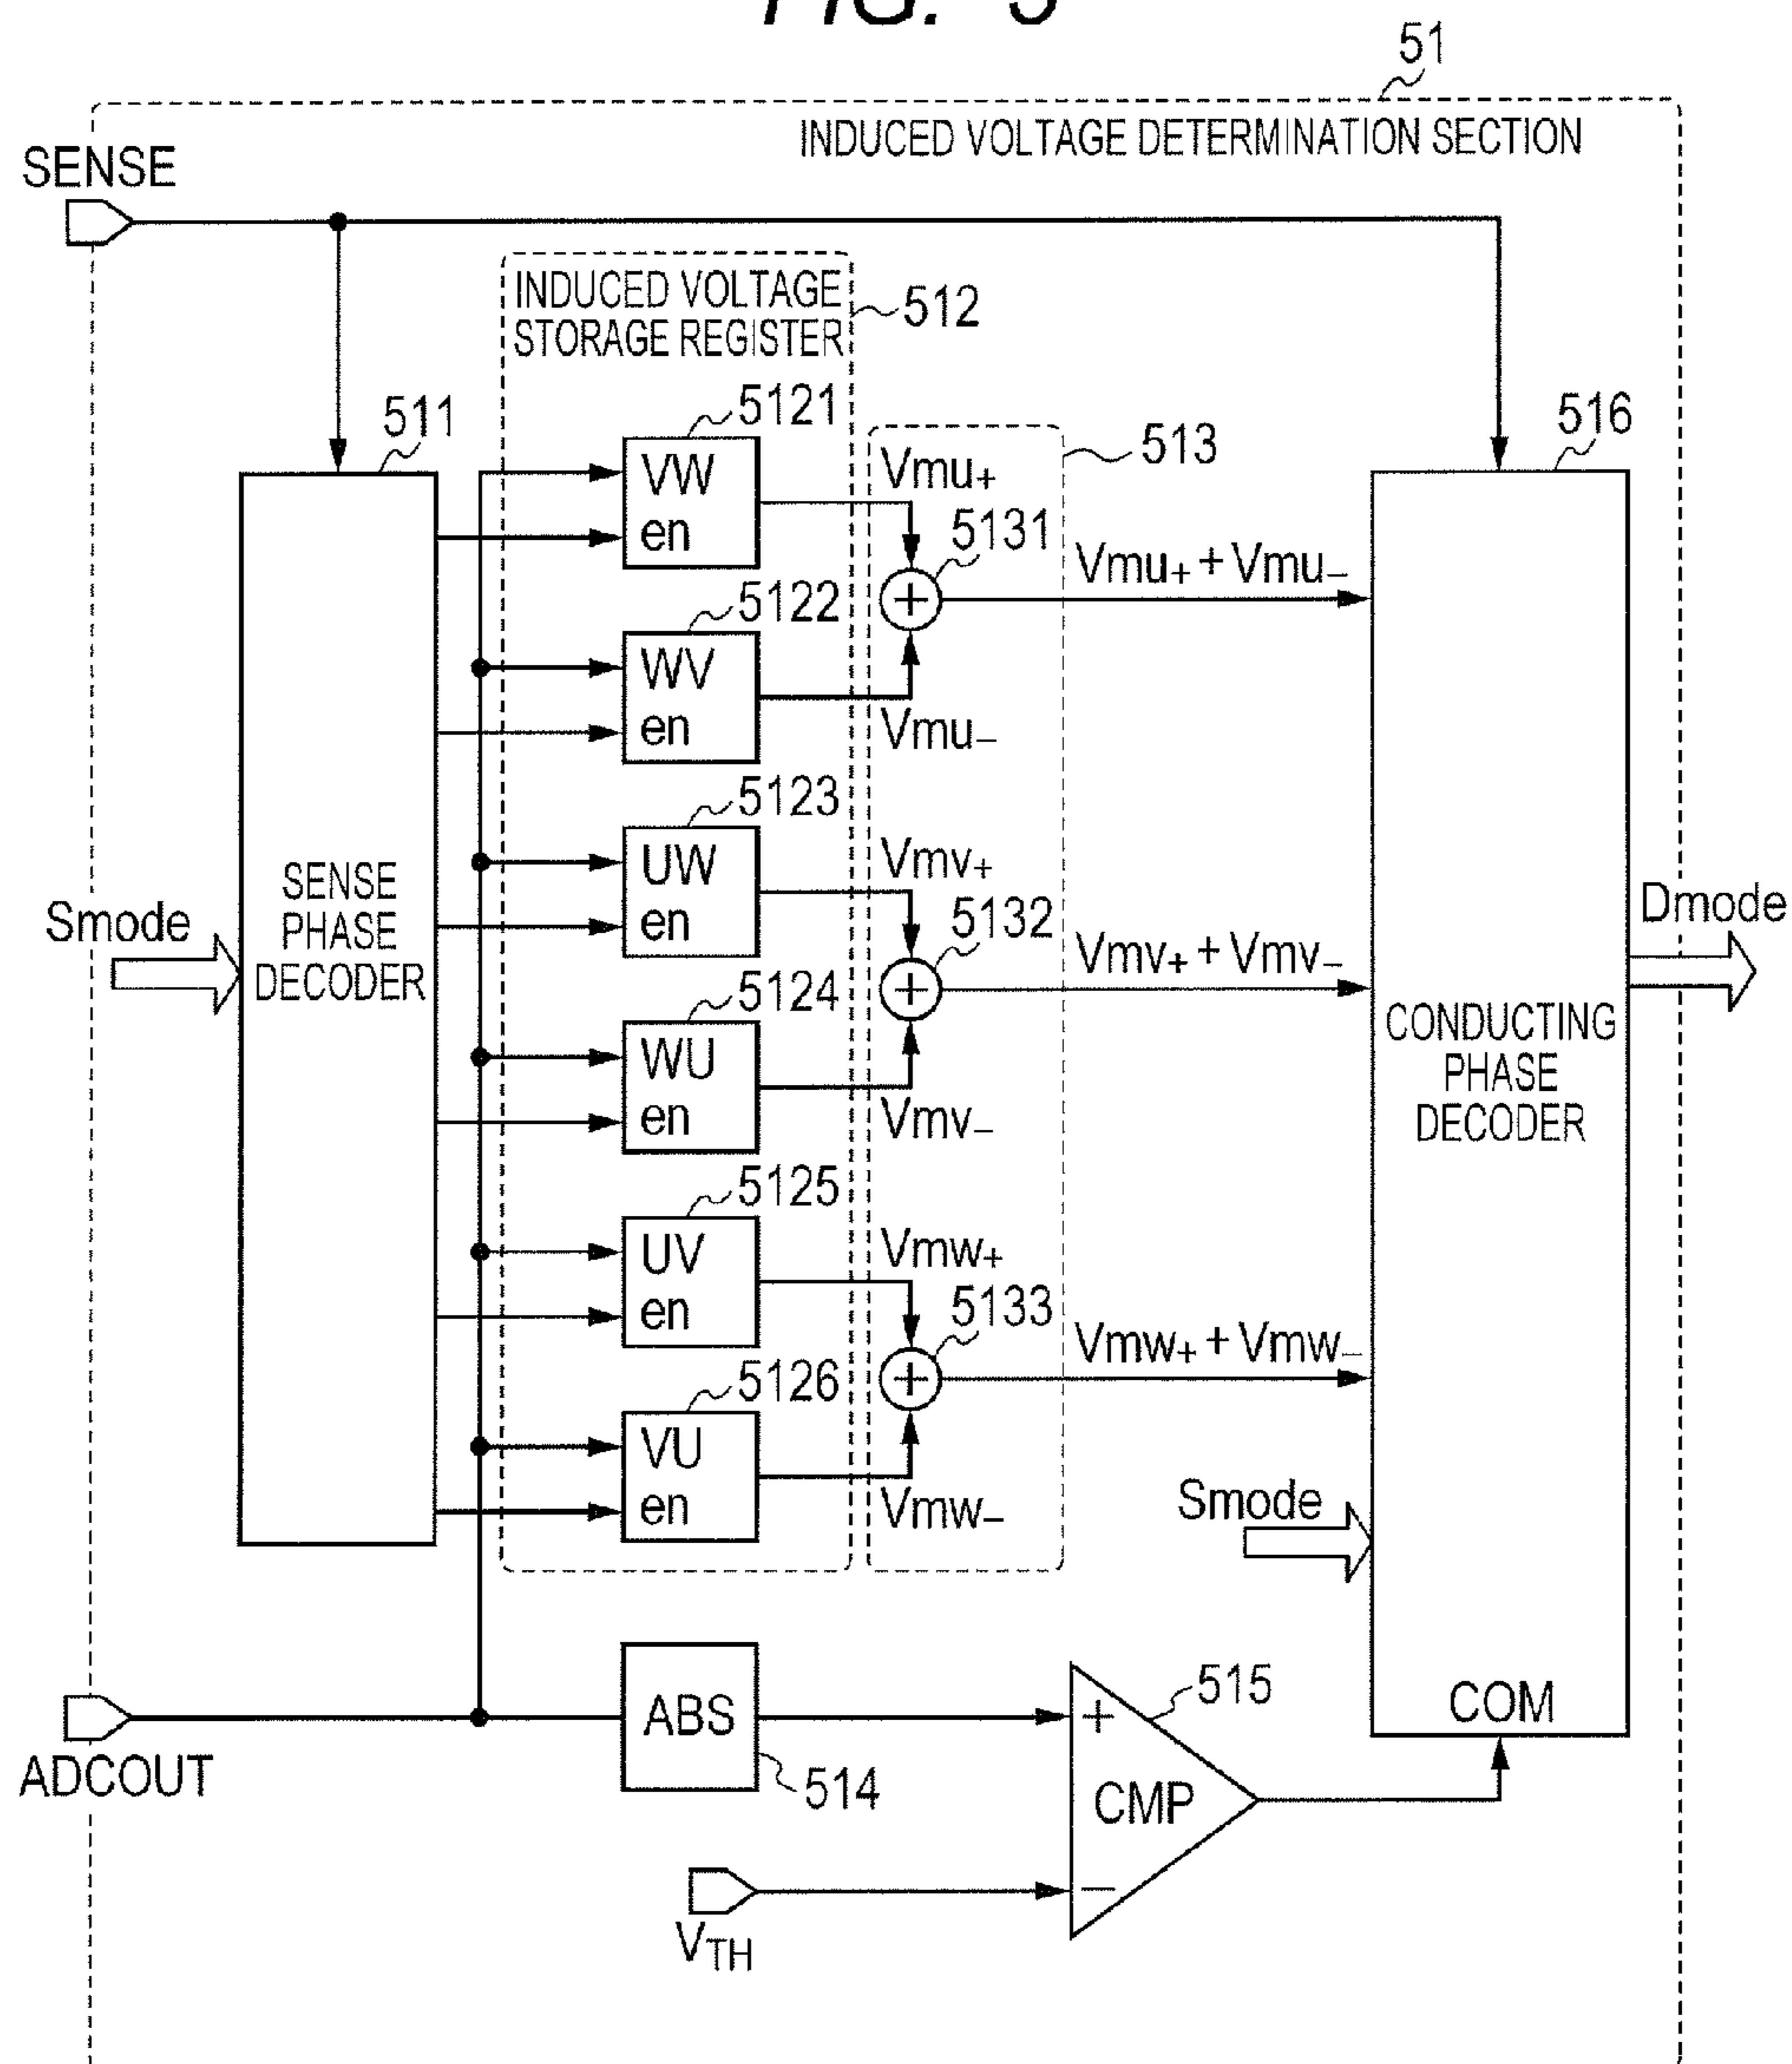 51
INDUCED VOLTAGE DETERMINATION SECTION
SENSE
INDUCED VOLTAGE
STORAGE REGISTER
512
511
5121
VW
en
Vmu+
513
516
5131
Vmu+ + Vmu−
5122
WV
en
Vmu−
5123
UW
en
Vmv+
5132
Vmv+ + Vmv−
Smode
SENSE
PHASE
DECODER
5124
WU
en
Vmv−
CONDUCTING
PHASE
DECODER
Dmode
5125
UV
en
Vmw+
5133
Vmw+ + Vmw−
5126
VU
en
Vmw−
Smode
COM
ADCOUT
ABS
514
+
515
CMP
−
VTH